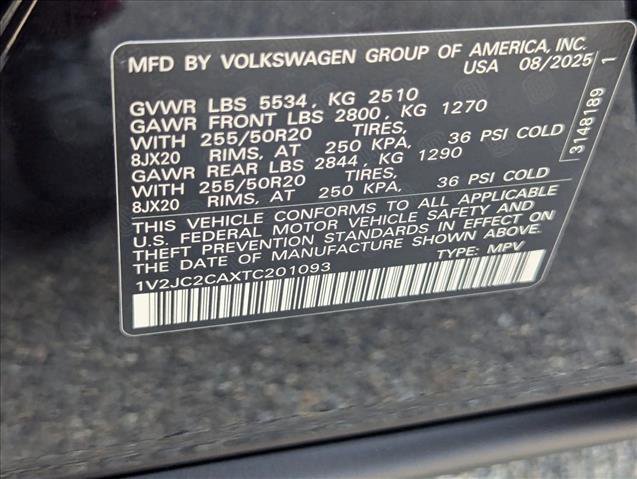 MFD BY VOLKSWAGEN GROUP OF AMERICA, INC.
USA 08/2025
GVWR LBS 5534, KG 2510
GAWR FRONT LBS 2800, KG 1270
WITH 255/50R20 TIRES,
8JX20 RIMS, AT 250 KPA, 36 PSI COLD
GAWR REAR LBS 2844, KG 1290
WITH 255/50R20 TIRES,
8JX20 RIMS, AT 250 KPA, 36 PSI COLD
THIS VEHICLE CONFORMS TO ALL APPLICABLE
U.S. FEDERAL MOTOR VEHICLE SAFETY AND
THEFT PREVENTION STANDARDS IN EFFECT ON
THE DATE OF MANUFACTURE SHOWN ABOVE.
1V2JC2CAXTC201093 TYPE: MPV
3148189 1